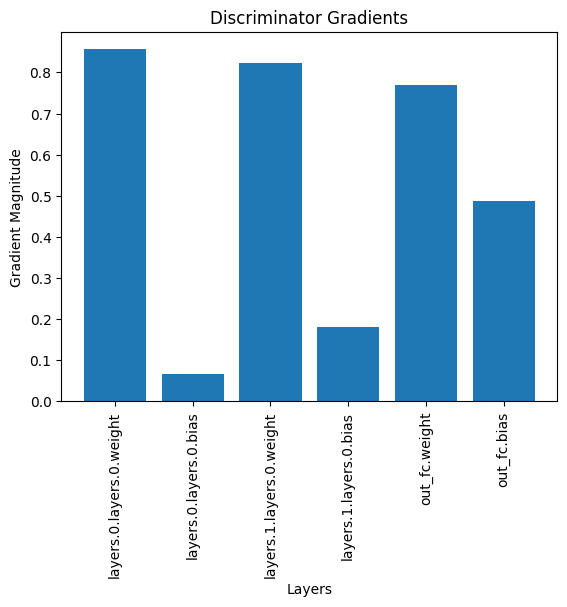 Discriminator Gradients
Gradient Magnitude
0.8
0.7
0.6
0.5
0.4
0.3
0.2
0.1
0.0
layers.0.layers.0.weight
layers.0.layers.0.bias
layers.1.layers.0.weight
layers.1.layers.0.bias
out_fc.weight
out_fc.bias
Layers